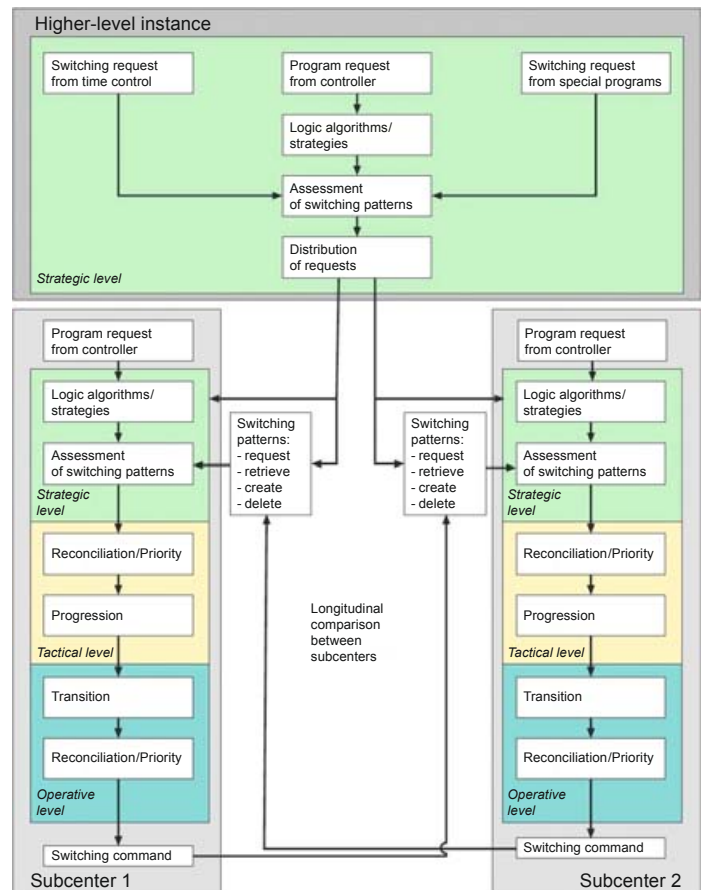 Higher-level instance
Switching request
from time control
Program request
from controller
Switching request
from special programs
Logic algorithms/
strategies
Assessment
of switching patterns
Distribution
of requests
Strategic level
Program request
from controller
Logic algorithms/
strategies
Assessment
of switching patterns
Strategic
level
Reconciliation/Priority
Progression
Tactical level
Transition
Reconciliation/Priority
Operative
level
Switching command
Subcenter 1
Switching
patterns:
- request
- retrieve
- create
- delete
Longitudinal
comparison
between
subcenters
Switching
patterns:
- request
- retrieve
- create
- delete
Program request
from controller
Logic algorithms/
strategies
Assessment
of switching patterns
Strategic
level
Reconciliation/Priority
Progression
Tactical level
Transition
Reconciliation/Priority
Operative
level
Switching command
Subcenter 2